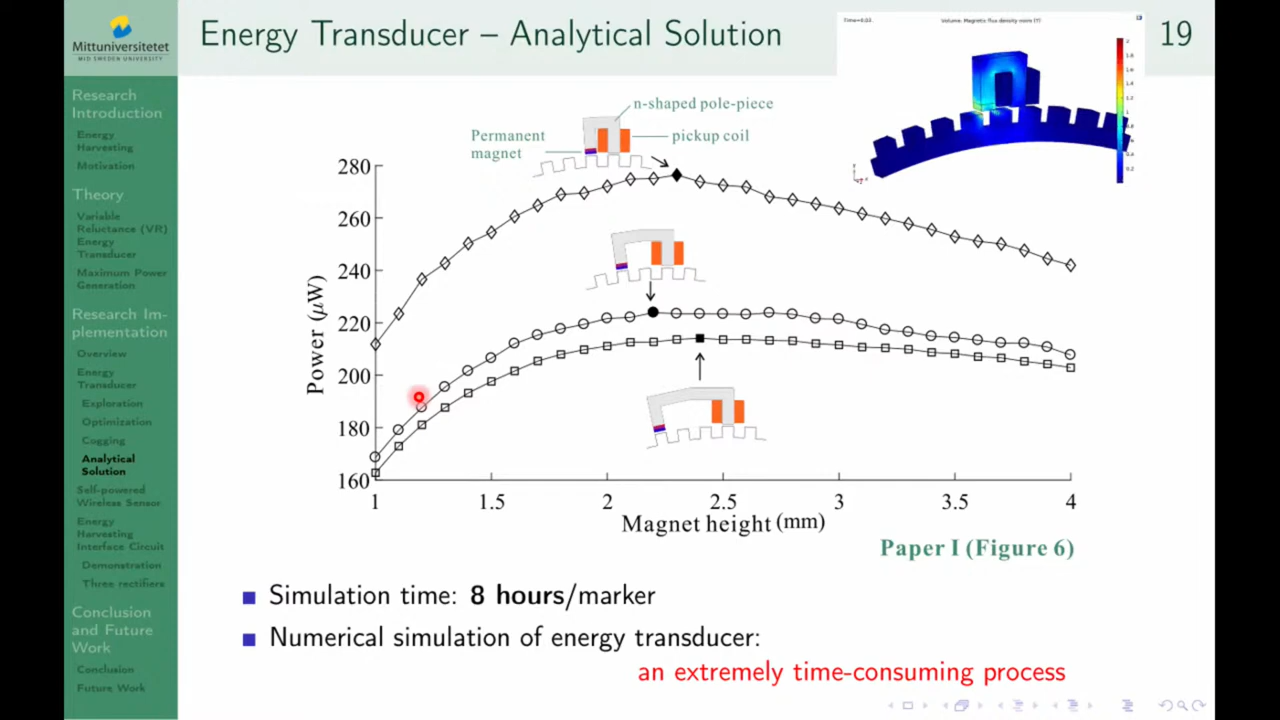 Mittuniversitetet
MID SWEDEN UNIVERSITY
Energy Transducer – Analytical Solution
19
Research
Introduction
Energy
Harvesting
Motivation
Theory
Variable
Reluctance (VR)
Energy
Transducer
Maximum Power
Generation
Research Im-
plementation
Overview
Energy
Transducer
Exploration
Optimization
Cogging
Analytical
Solution
Self-powered
Wireless Sensor
Energy
Harvesting
Interface Circuit
Demonstration
Three rectifiers
Conclusion
and Future
Work
Conclusion
Future Work
Volume: Magnetic flux density norm (T)
n-shaped pole-piece
Permanent
magnet
pickup coil
280
260
240
220
200
180
160
Power (μW)
1
1.5
2
2.5
3
3.5
4
Magnet height (mm)
Paper I (Figure 6)
Simulation time: 8 hours/marker
Numerical simulation of energy transducer:
an extremely time-consuming process